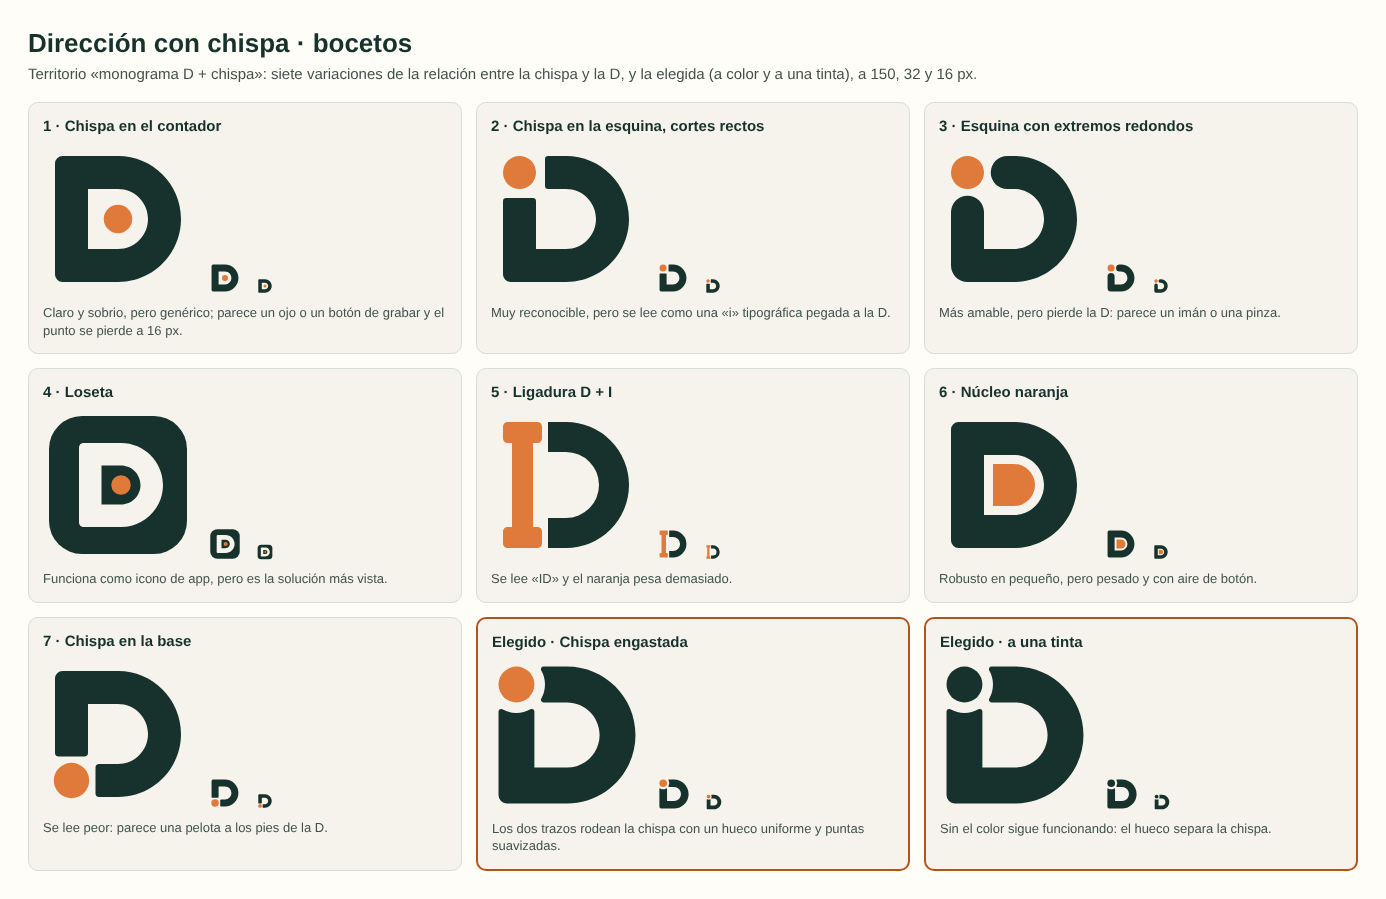 Dirección con chispa · bocetos
Territorio «monograma D + chispa»: siete variaciones de la relación entre la chispa y la D, y la elegida (a color y a una tinta), a 150, 32 y 16 px.
1 · Chispa en el contador
Claro y sobrio, pero genérico; parece un ojo o un botón de grabar y el
punto se pierde a 16 px.
2 · Chispa en la esquina, cortes rectos
Muy reconocible, pero se lee como una «i» tipográfica pegada a la D.
3 · Esquina con extremos redondos
Más amable, pero pierde la D: parece un imán o una pinza.
4 · Loseta
Funciona como icono de app, pero es la solución más vista.
5 · Ligadura D + I
Se lee «ID» y el naranja pesa demasiado.
6 · Núcleo naranja
Robusto en pequeño, pero pesado y con aire de botón.
7 · Chispa en la base
Se lee peor: parece una pelota a los pies de la D.
Elegido · Chispa engastada
Los dos trazos rodean la chispa con un hueco uniforme y puntas
suavizadas.
Elegido · a una tinta
Sin el color sigue funcionando: el hueco separa la chispa.